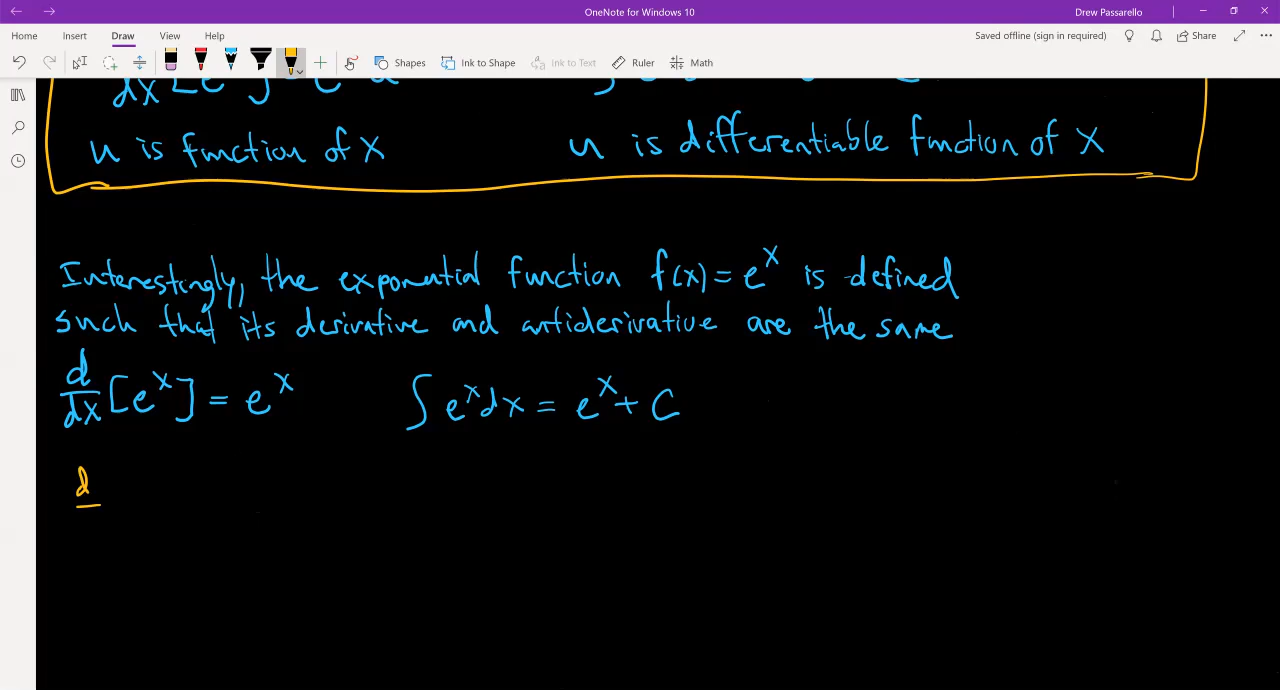 OneNote for Windows 10
Drew Passarello
Home Insert Draw View Help
Saved offline (sign in required)
Share
Shapes
Ink to Shape
Ink to Text
Ruler
Math
u is function of x
u is differentiable function of x
Interestingly, the exponential function f(x) = e^x is defined
such that its derivative and antiderivative are the same
d/dx [e^x] = e^x
∫ e^x dx = e^x + C
d